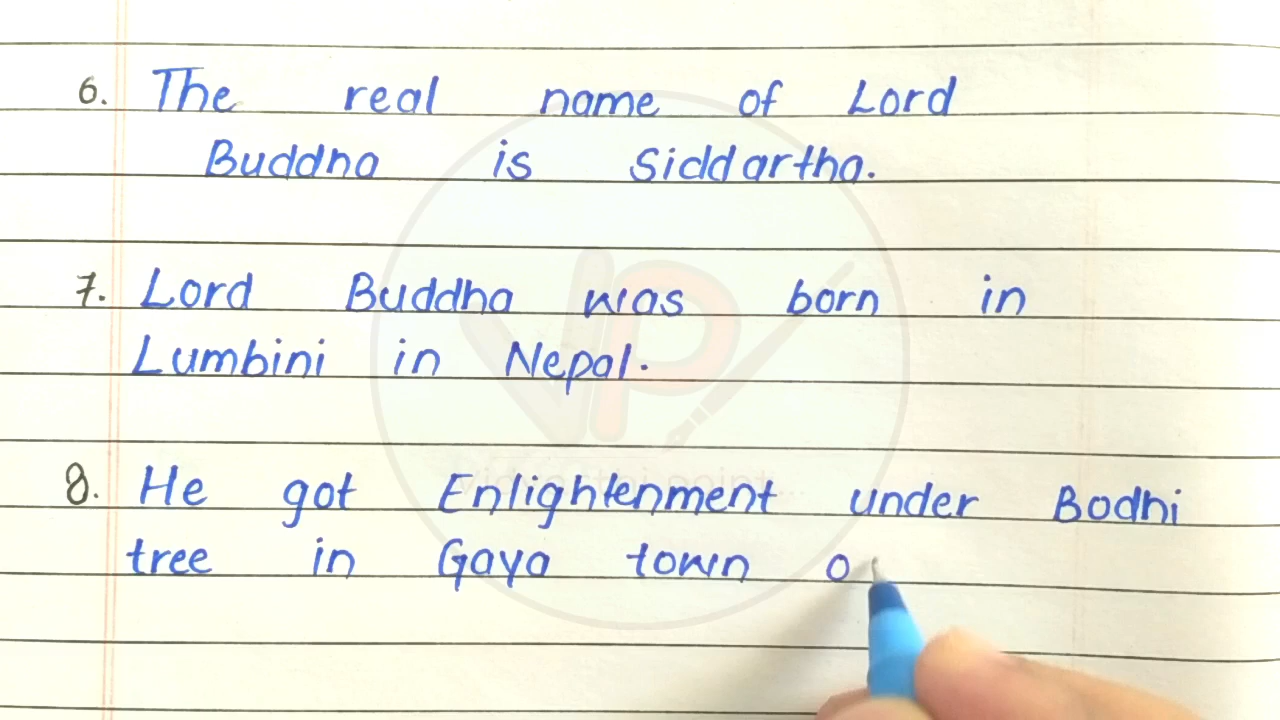 6. The real name of Lord
Buddha is Siddartha.
7. Lord Buddha was born in
Lumbini in Nepal.
8. He got Enlightenment under Bodhi
tree in Gaya town o